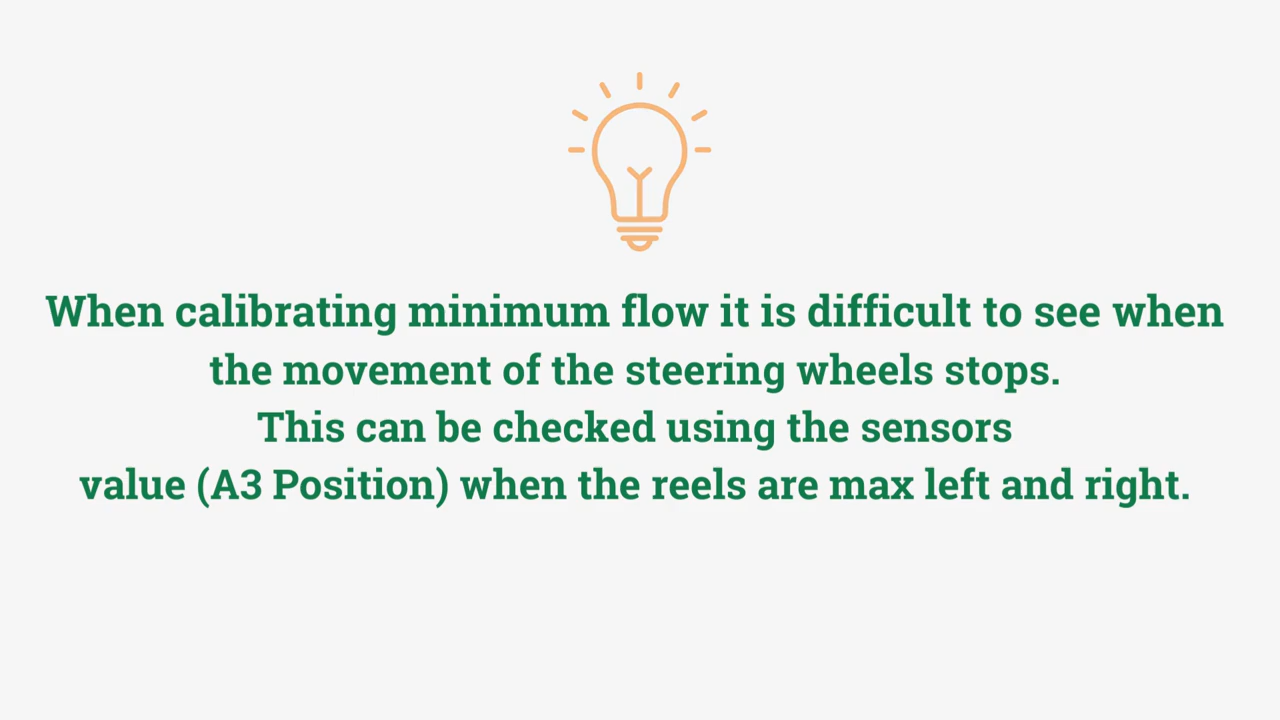 When calibrating minimum flow it is difficult to see when
the movement of the steering wheels stops.
This can be checked using the sensors
value (A3 Position) when the reels are max left and right.